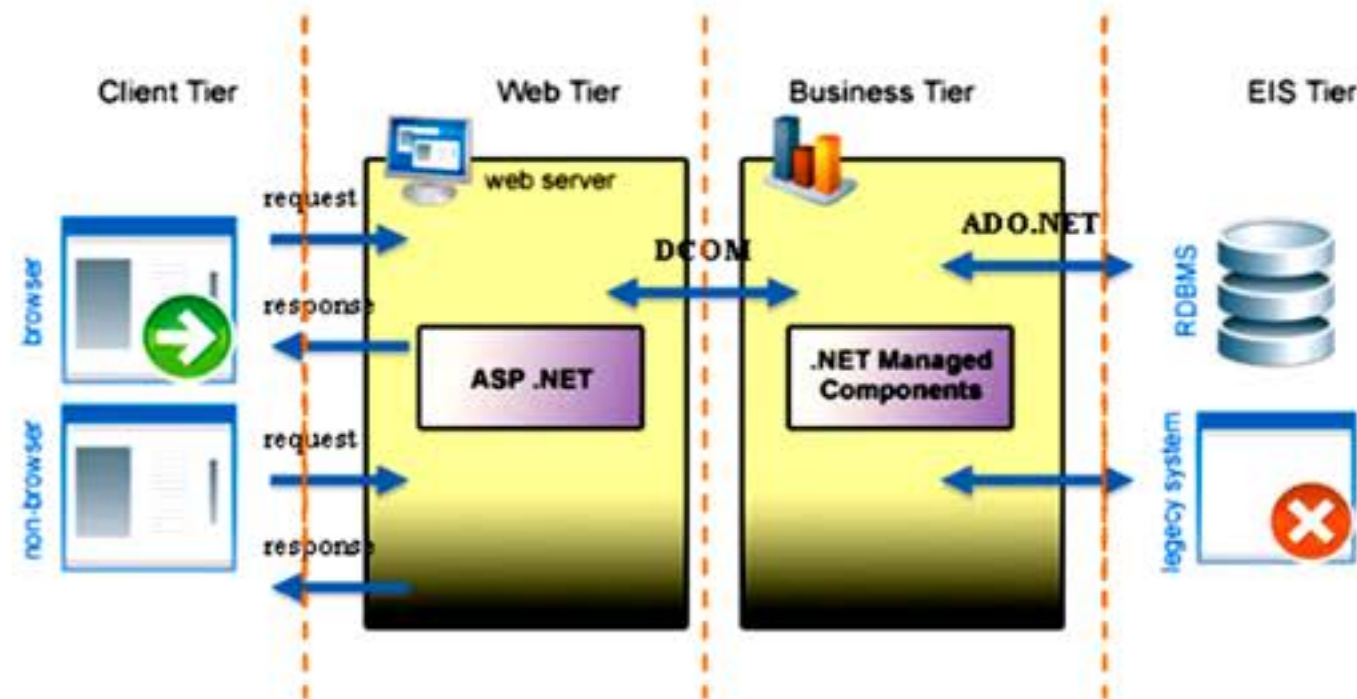 Client Tier
Web Tier
Business Tier
EIS Tier
web server
request
response
request
response
browser
non-browser
DCOM
ADO.NET
ASP .NET
.NET Managed
Components
RDBMS
legecy system